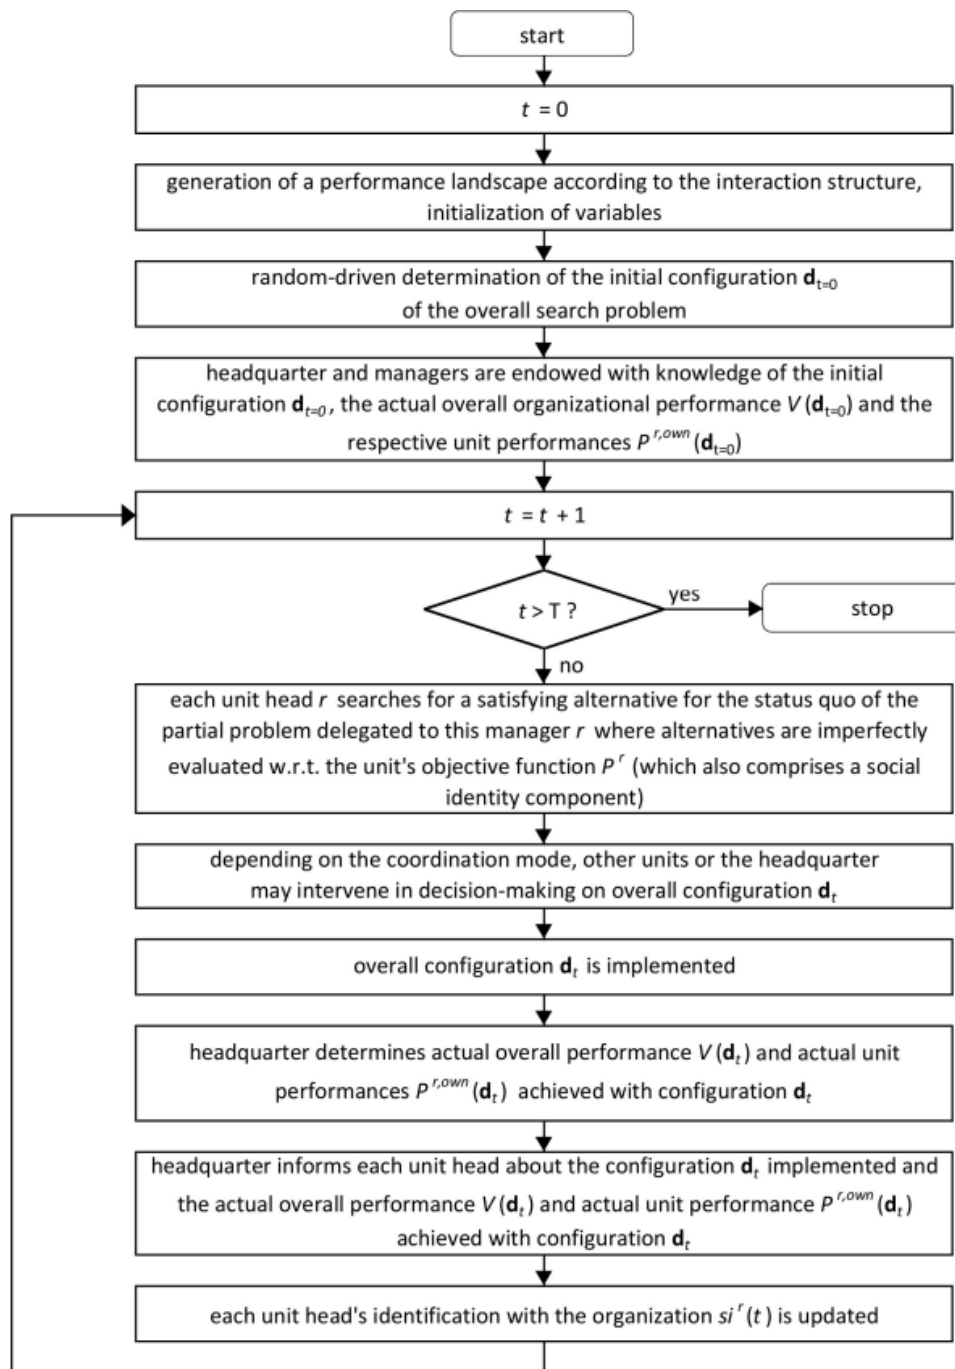 start
t = 0
generation of a performance landscape according to the interaction structure,
initialization of variables
random-driven determination of the initial configuration d_{t=0}
of the overall search problem
headquarter and managers are endowed with knowledge of the initial
configuration d_{t=0}, the actual overall organizational performance V(d_{t=0}) and the
respective unit performances P^{r,own}(d_{t=0})
t = t + 1
t > T ?
yes
stop
no
each unit head r searches for a satisfying alternative for the status quo of the
partial problem delegated to this manager r where alternatives are imperfectly
evaluated w.r.t. the unit's objective function P^r (which also comprises a social
identity component)
depending on the coordination mode, other units or the headquarter
may intervene in decision-making on overall configuration d_t
overall configuration d_t is implemented
headquarter determines actual overall performance V(d_t) and actual unit
performances P^{r,own}(d_t) achieved with configuration d_t
headquarter informs each unit head about the configuration d_t implemented and
the actual overall performance V(d_t) and actual unit performance P^{r,own}(d_t)
achieved with configuration d_t
each unit head's identification with the organization si^r(t) is updated